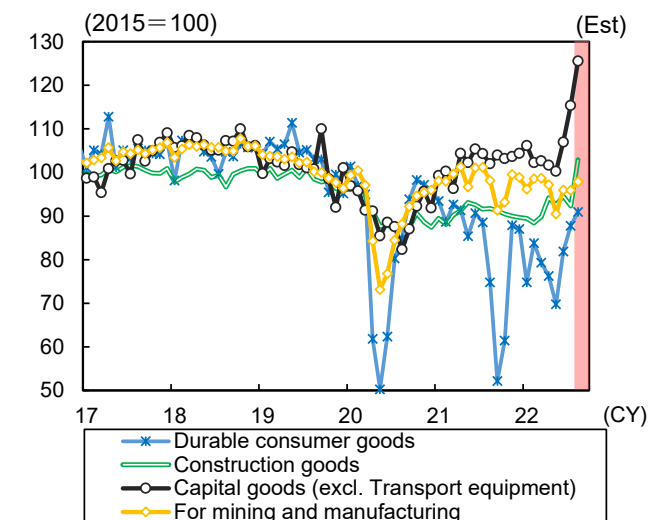 (2015＝100)
(Est)
130
120
110
100
90
80
70
60
50
17 18 19 20 21 22 (CY)
Durable consumer goods
Construction goods
Capital goods (excl. Transport equipment)
For mining and manufacturing